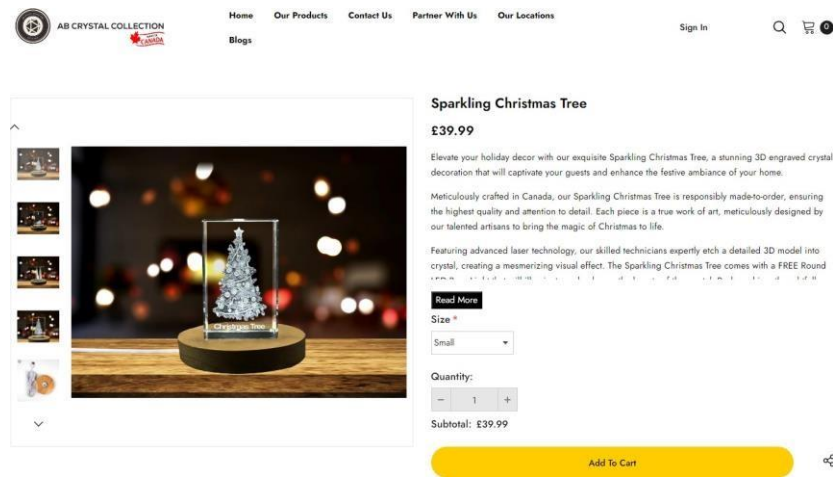 AB CRYSTAL COLLECTION
CANADA
Home Our Products Contact Us Partner With Us Our Locations
Blogs
Sign In
0
Sparkling Christmas Tree
£39.99
Elevate your holiday decor with our exquisite Sparkling Christmas Tree, a stunning 3D engraved crystal
decoration that will captivate your guests and enhance the festive ambiance of your home.
Meticulously crafted in Canada, our Sparkling Christmas Tree is responsibly made-to-order, ensuring
the highest quality and attention to detail. Each piece is a true work of art, meticulously designed by
our talented artisans to bring the magic of Christmas to life.
Featuring advanced laser technology, our skilled technicians expertly etch a detailed 3D model into
crystal, creating a mesmerizing visual effect. The Sparkling Christmas Tree comes with a FREE Round
Christmas Tree
Read More
Size *
Small
Quantity:
- 1 +
Subtotal: £39.99
Add To Cart